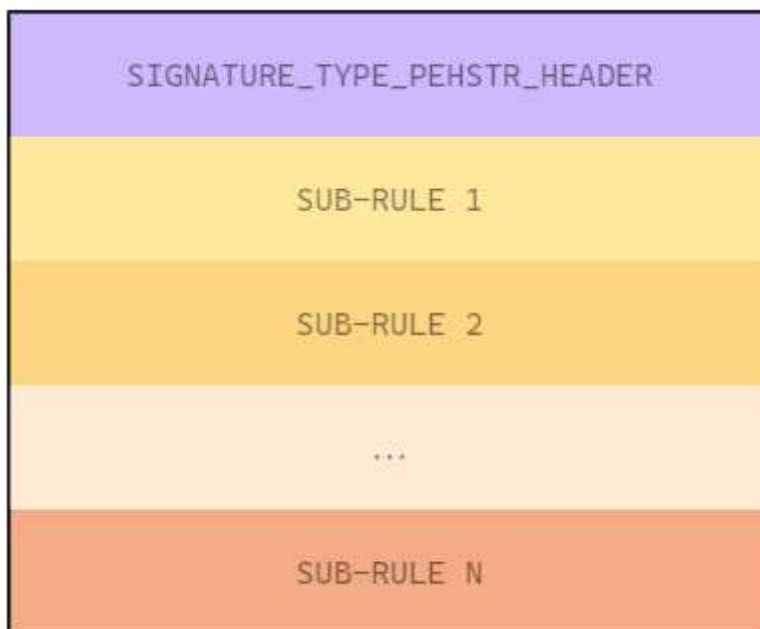 SIGNATURE_TYPE_PEHSTR_HEADER
SUB-RULE 1
SUB-RULE 2
...
SUB-RULE N